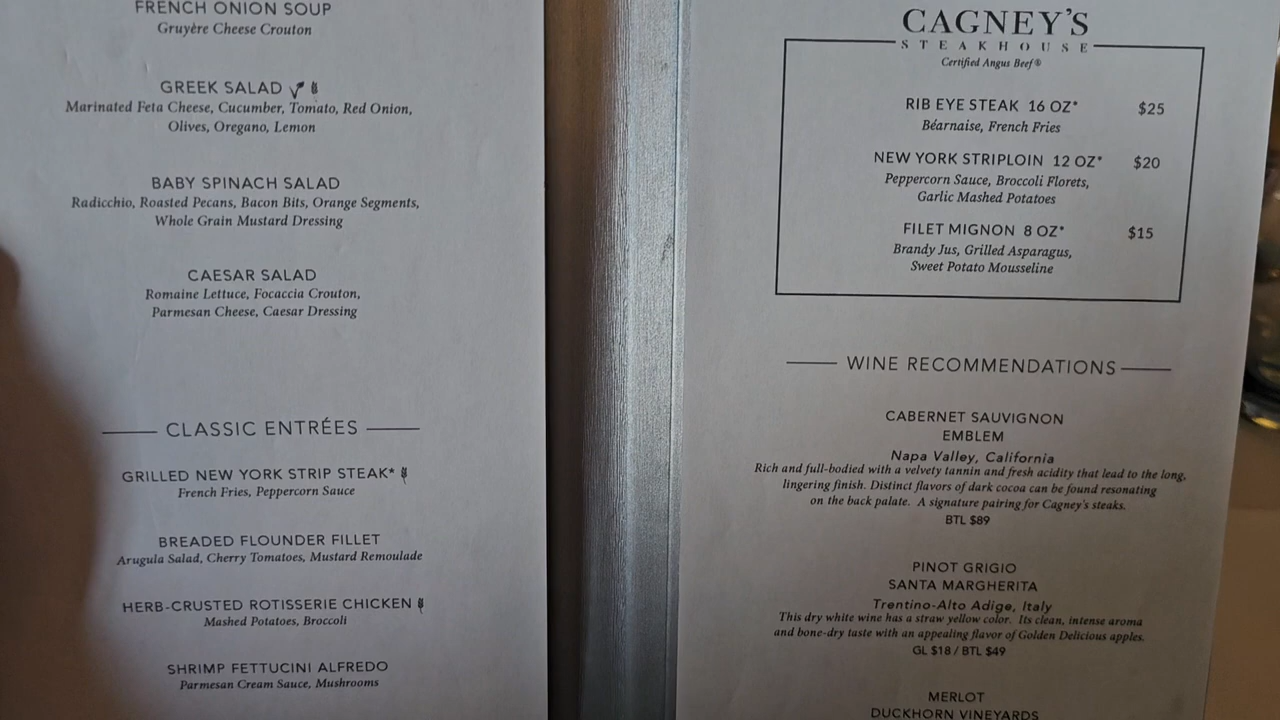 FRENCH ONION SOUP
Gruyère Cheese Crouton
GREEK SALAD
Marinated Feta Cheese, Cucumber, Tomato, Red Onion,
Olives, Oregano, Lemon
BABY SPINACH SALAD
Radicchio, Roasted Pecans, Bacon Bits, Orange Segments,
Whole Grain Mustard Dressing
CAESAR SALAD
Romaine Lettuce, Focaccia Crouton,
Parmesan Cheese, Caesar Dressing
CLASSIC ENTRÉES
GRILLED NEW YORK STRIP STEAK*
French Fries, Peppercorn Sauce
BREADED FLOUNDER FILLET
Arugula Salad, Cherry Tomatoes, Mustard Remoulade
HERB-CRUSTED ROTISSERIE CHICKEN
Mashed Potatoes, Broccoli
SHRIMP FETTUCINI ALFREDO
Parmesan Cream Sauce, Mushrooms
CAGNEY'S
STEAKHOUSE
Certified Angus Beef®
RIB EYE STEAK 16 OZ* $25
Béarnaise, French Fries
NEW YORK STRIPLOIN 12 OZ* $20
Peppercorn Sauce, Broccoli Florets,
Garlic Mashed Potatoes
FILET MIGNON 8 OZ* $15
Brandy Jus, Grilled Asparagus,
Sweet Potato Mousseline
WINE RECOMMENDATIONS
CABERNET SAUVIGNON
EMBLEM
Napa Valley, California
Rich and full-bodied with a velvety tannin and fresh acidity that lead to the long,
lingering finish. Distinct flavors of dark cocoa can be found resonating
on the back palate. A signature pairing for Cagney's steaks.
BTL $89
PINOT GRIGIO
SANTA MARGHERITA
Trentino-Alto Adige, Italy
This dry white wine has a straw yellow color. Its clean, intense aroma
and bone-dry taste with an appealing flavor of Golden Delicious apples.
GL $18 / BTL $49
MERLOT
DUCKHORN VINEYARDS